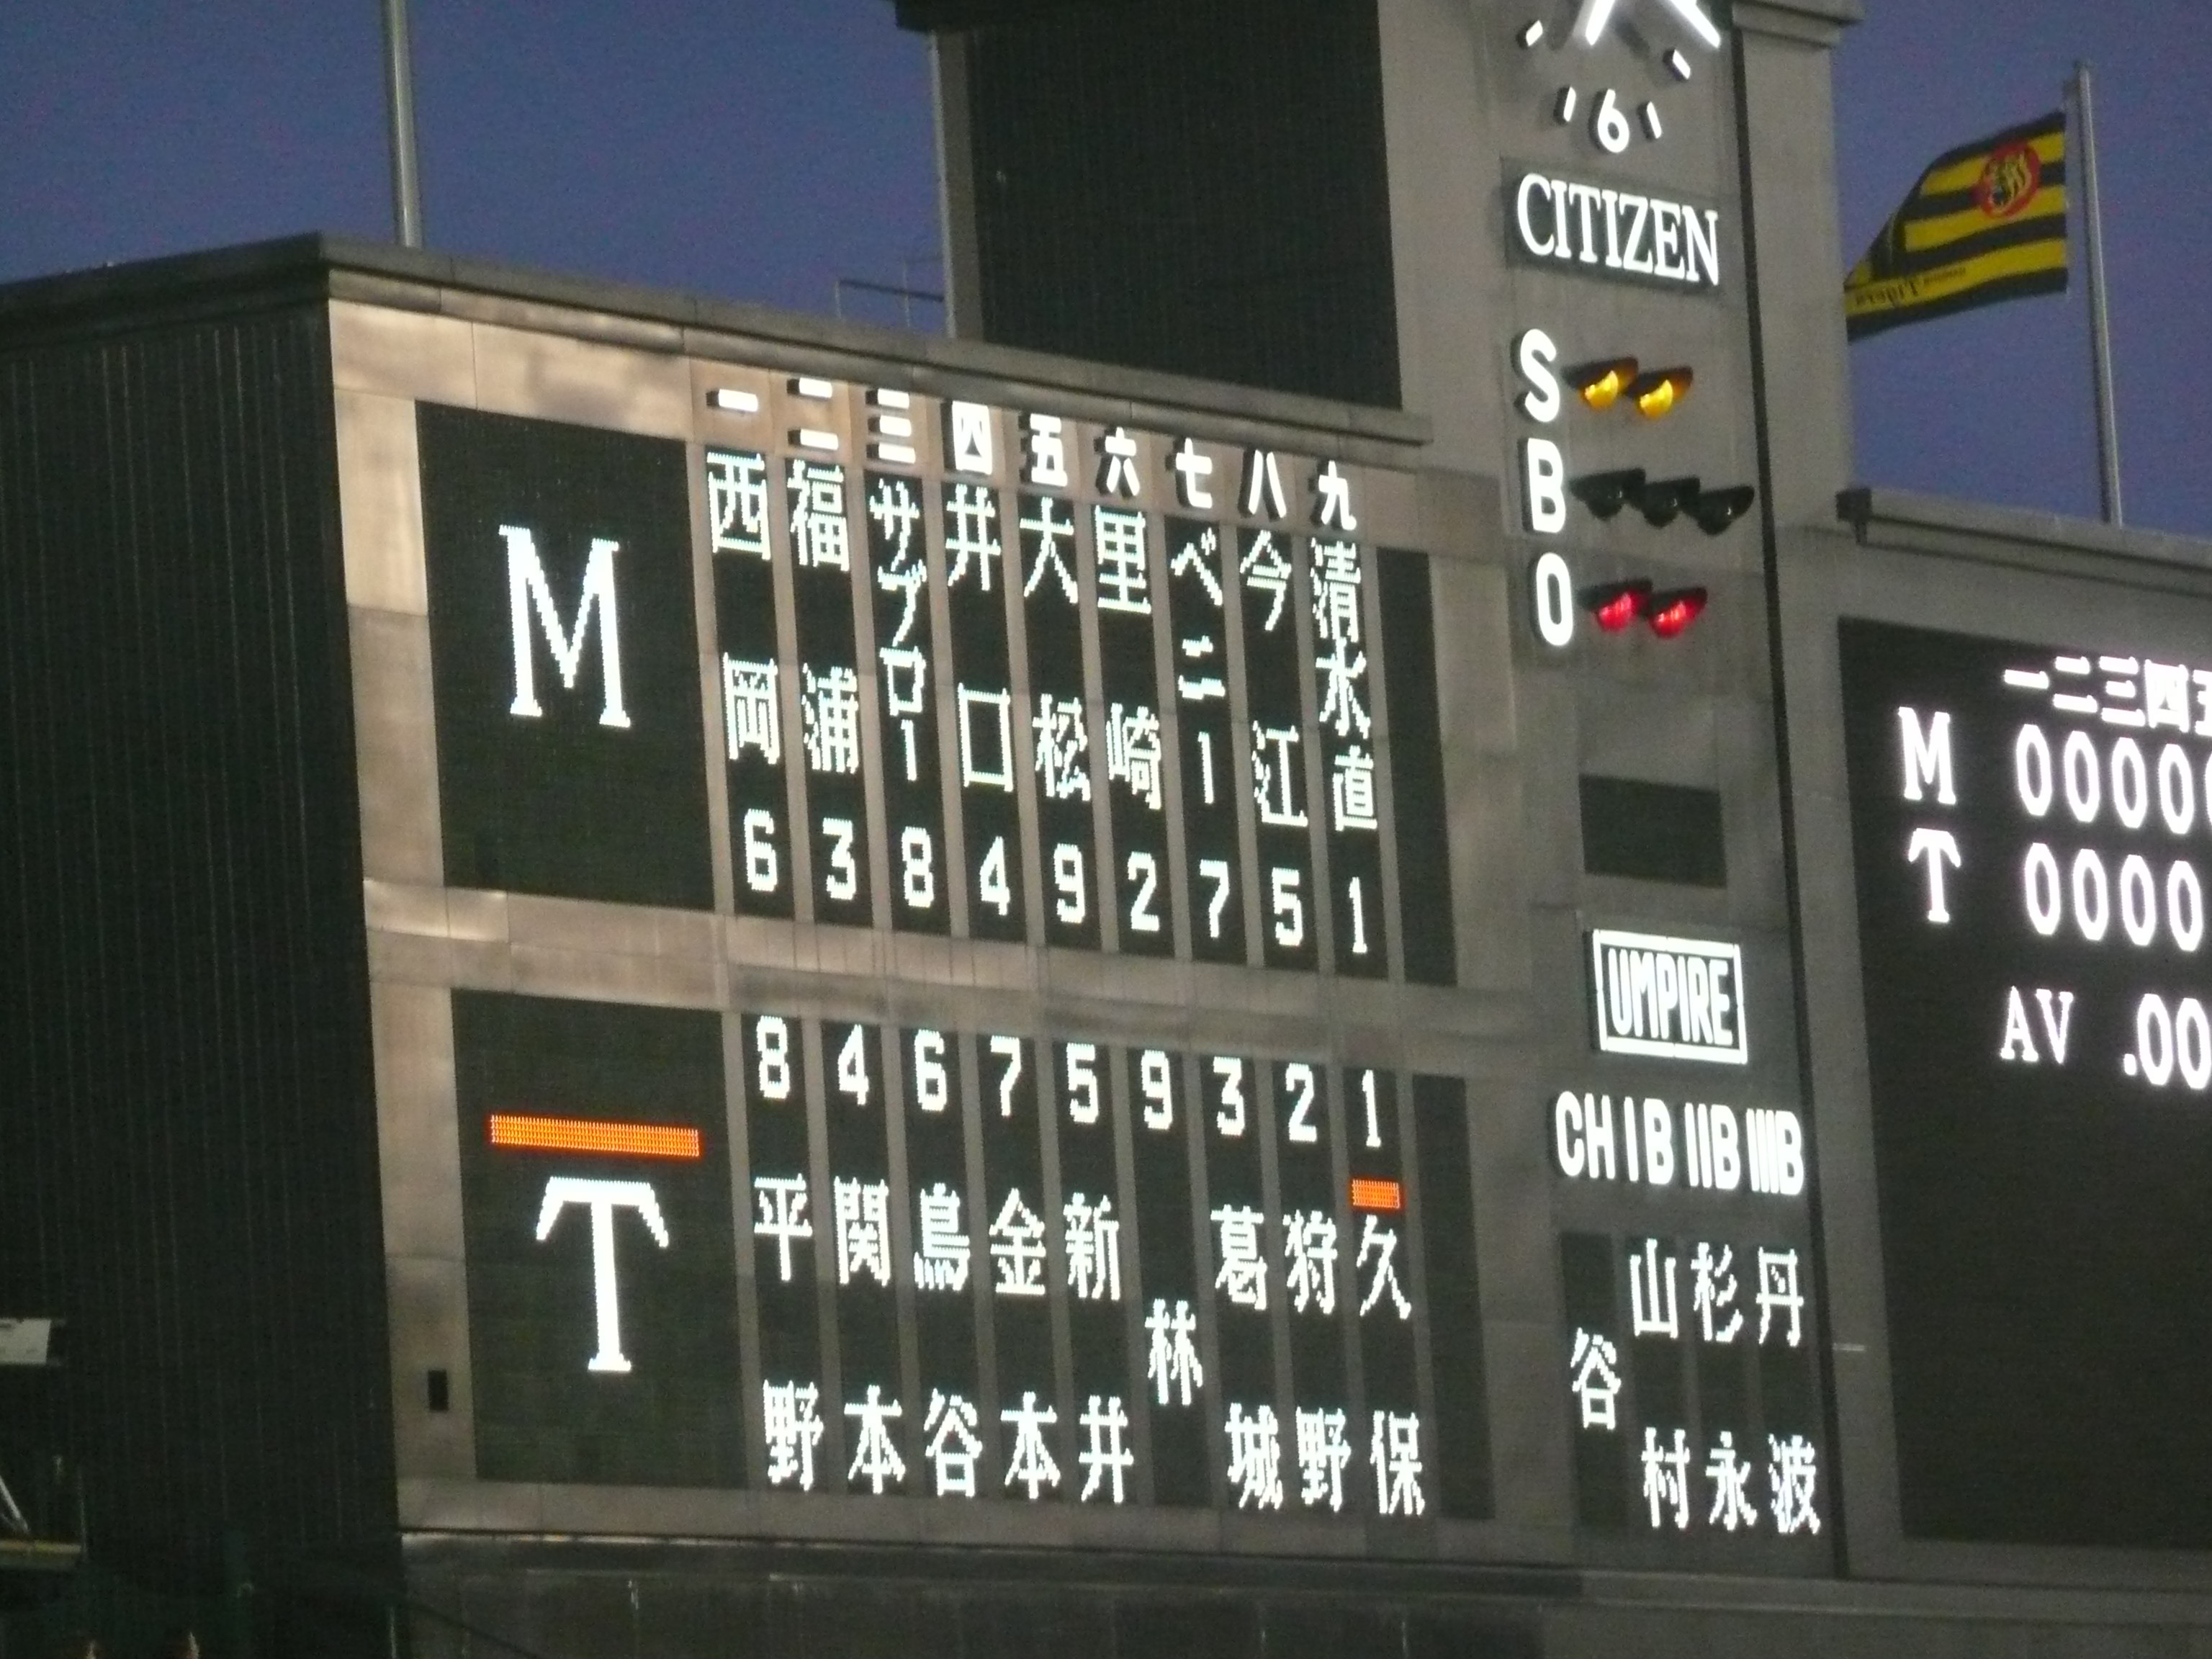 6
CITIZEN
S
B
O
一 二 三 四 五 六 七 八 九
M
西岡 6
福浦 3
サブロー 8
井口 4
大松 9
里崎 2
ベニー 7
今江 5
清水直 1
T
8 平野
4 関本
6 鳥谷
7 金本
5 新井
9 林
3 葛城
2 狩野
1 久保
UMPIRE
CH IB IIB IIIB
谷
山村
杉永
丹波
一二三四五
M 0000
T 0000
AV .00
Tigers